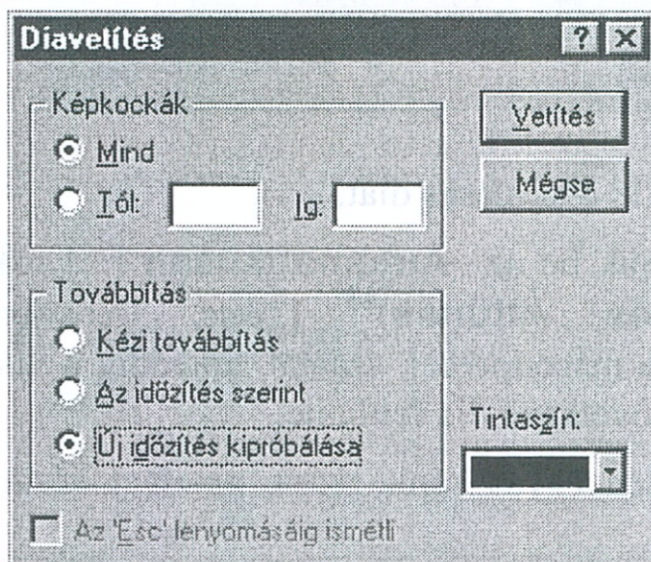 Diavetítés
Képkockák
Mind
Tól:
Ig:
Vetítés
Mégse
Továbbítás
Kézi továbbítás
Az időzítés szerint
Új időzítés kipróbálása
Tintaszín:
Az 'Esc' lenyomásáig ismétli